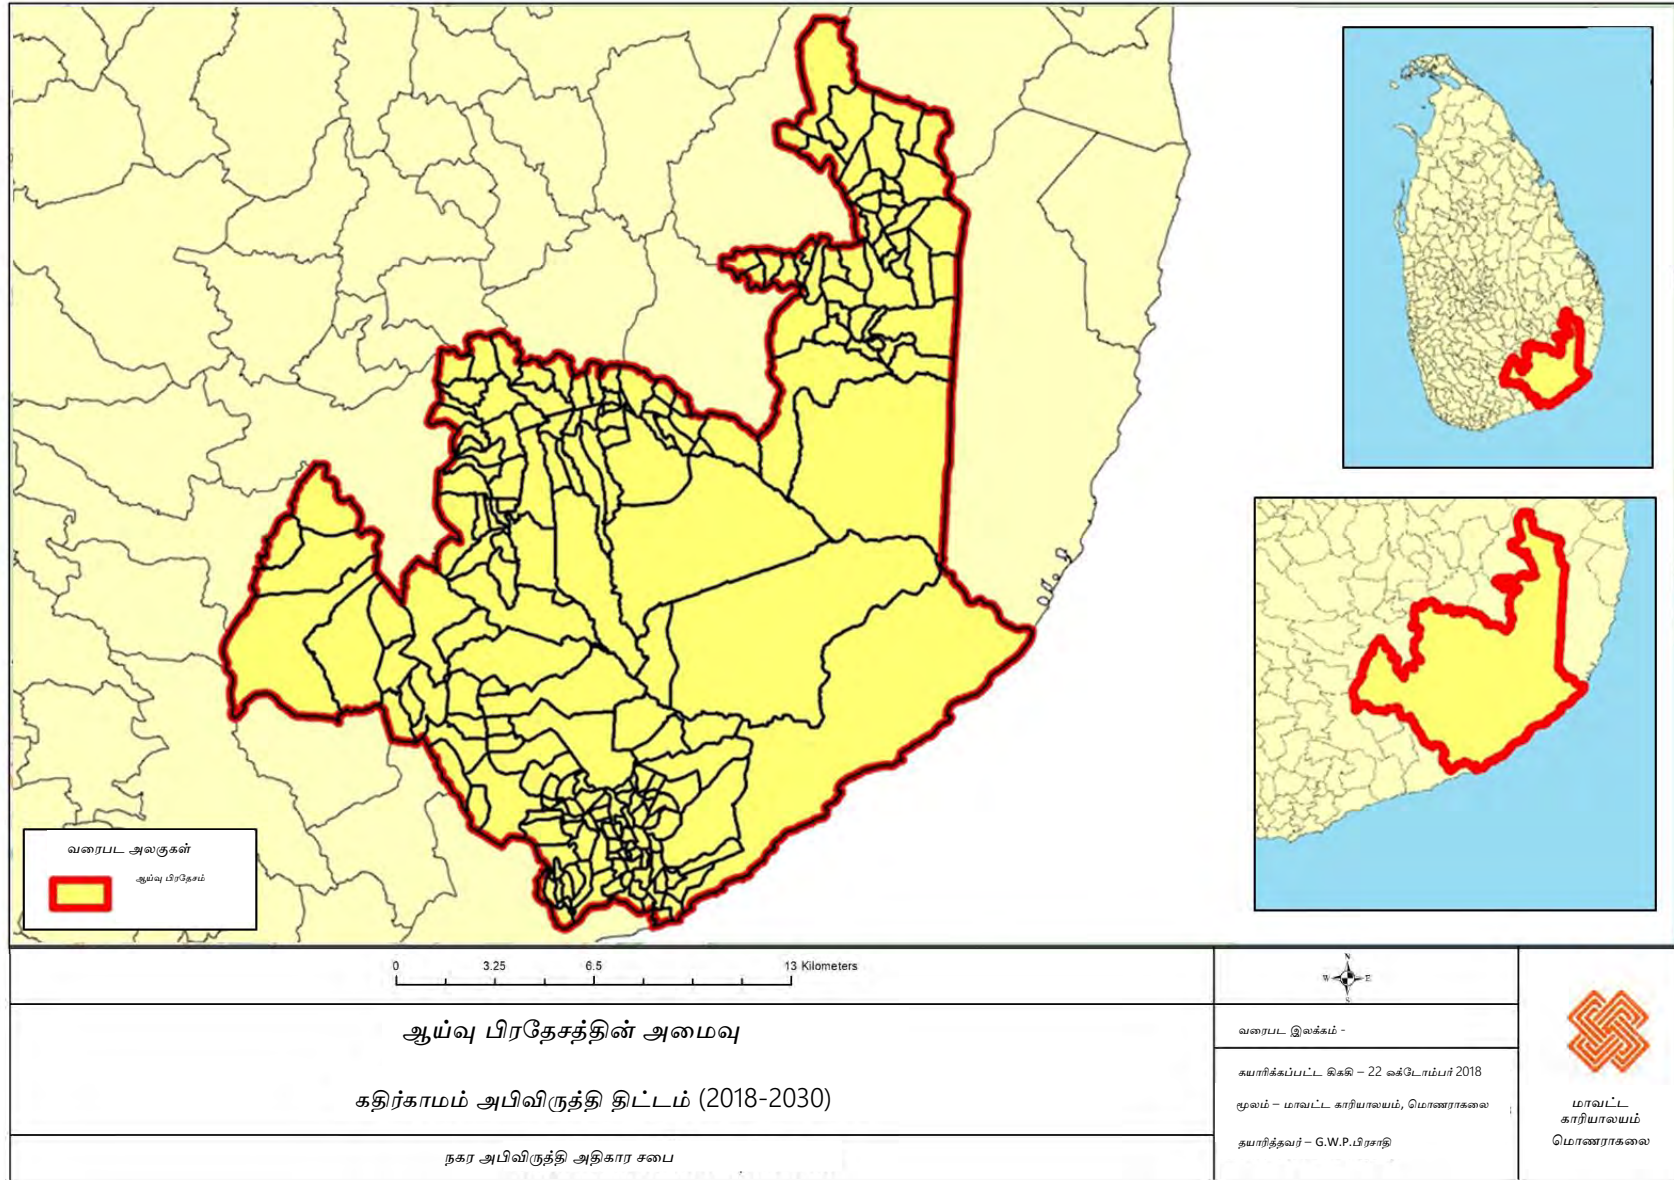 வரைபட அலகுகள்
ஆய்வு பிரதேசம்
0 3.25 6.5 13 Kilometers
ஆய்வு பிரதேசத்தின் அமைவு
கதிர்காமம் அபிவிருத்தி திட்டம் (2018-2030)
நகர அபிவிருத்தி அதிகார சபை
N
W E
S
வரைபட இலக்கம் -
கயாரிக்கப்பட்ட திகதி – 22 ஒக்டோம்பர் 2018
மூலம் – மாவட்ட காரியாலயம், மொணராகலை
தயாரித்தவர் – G.W.P.பிரசாதி
மாவட்ட
காரியாலயம்
மொணராகலை